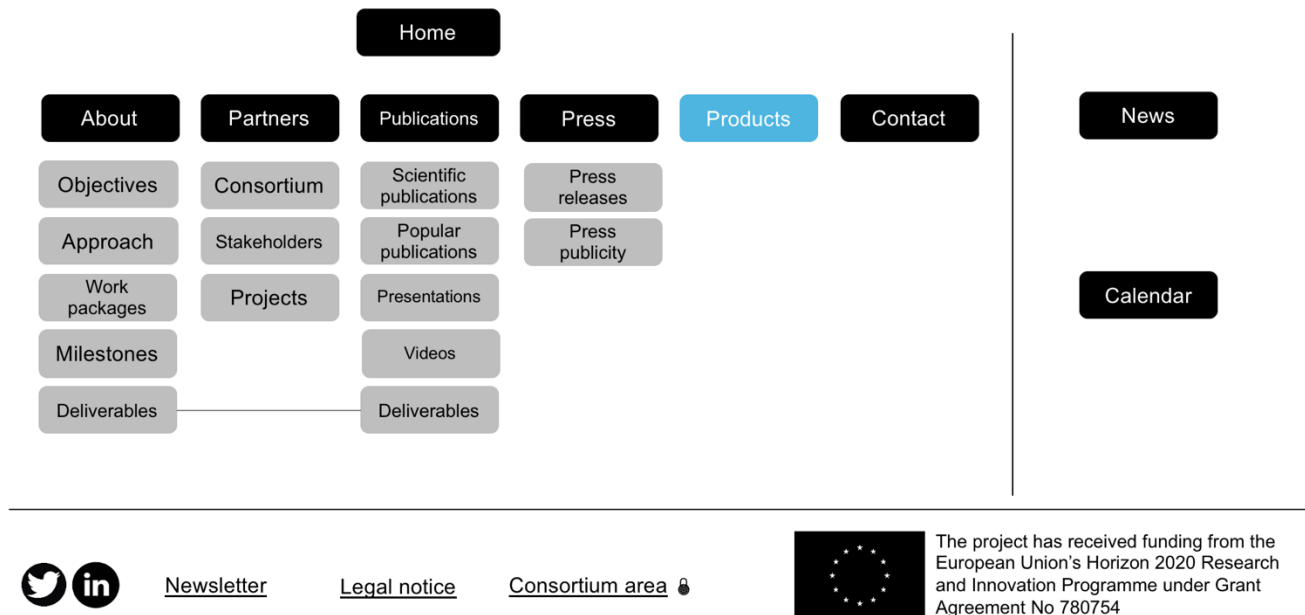 Home
About
Partners
Publications
Press
Products
Contact
News
Objectives
Consortium
Scientific
publications
Press
releases
Approach
Stakeholders
Popular
publications
Press
publicity
Work
packages
Projects
Presentations
Calendar
Milestones
Videos
Deliverables
Deliverables
in
Newsletter
Legal notice
Consortium area
The project has received funding from the
European Union’s Horizon 2020 Research
and Innovation Programme under Grant
Agreement No 780754